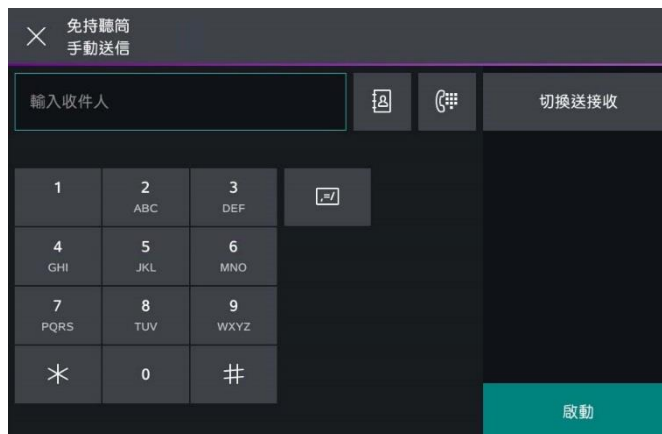 免持聽筒
手動送信
輸入收件人
切換送接收
1 2 3 ,=/
ABC DEF
4 5 6
GHI JKL MNO
7 8 9
PQRS TUV WXYZ
* 0 #
啟動